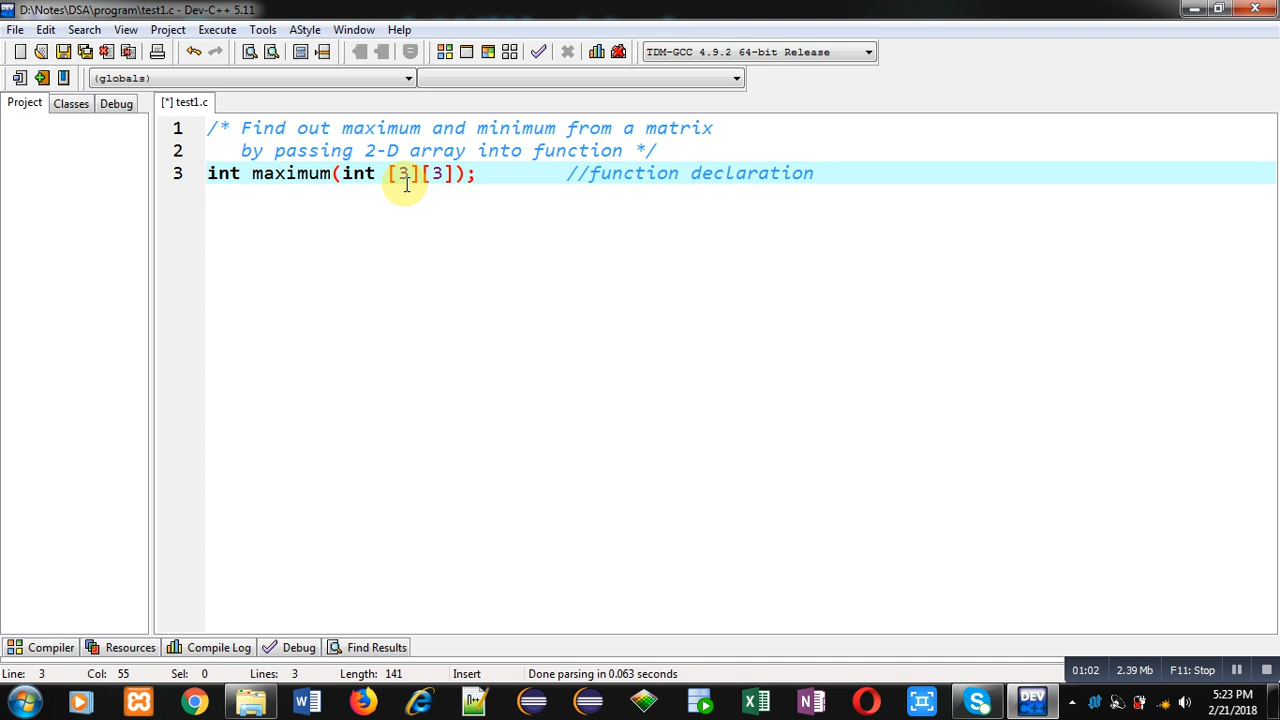 D:\Notes\DSA\program\test1.c - Dev-C++ 5.11
File Edit Search View Project Execute Tools AStyle Window Help
TDM-GCC 4.9.2 64-bit Release
(globals)
Project Classes Debug
[*] test1.c
1 /* Find out maximum and minimum from a matrix
2 by passing 2-D array into function */
3 int maximum(int [3][3]); //function declaration
Compiler Resources Compile Log Debug Find Results
Line: 3 Col: 55 Sel: 0 Lines: 3 Length: 141 Insert Done parsing in 0.063 seconds
01:02 2.39 Mb F11: Stop
5:23 PM
2/21/2018